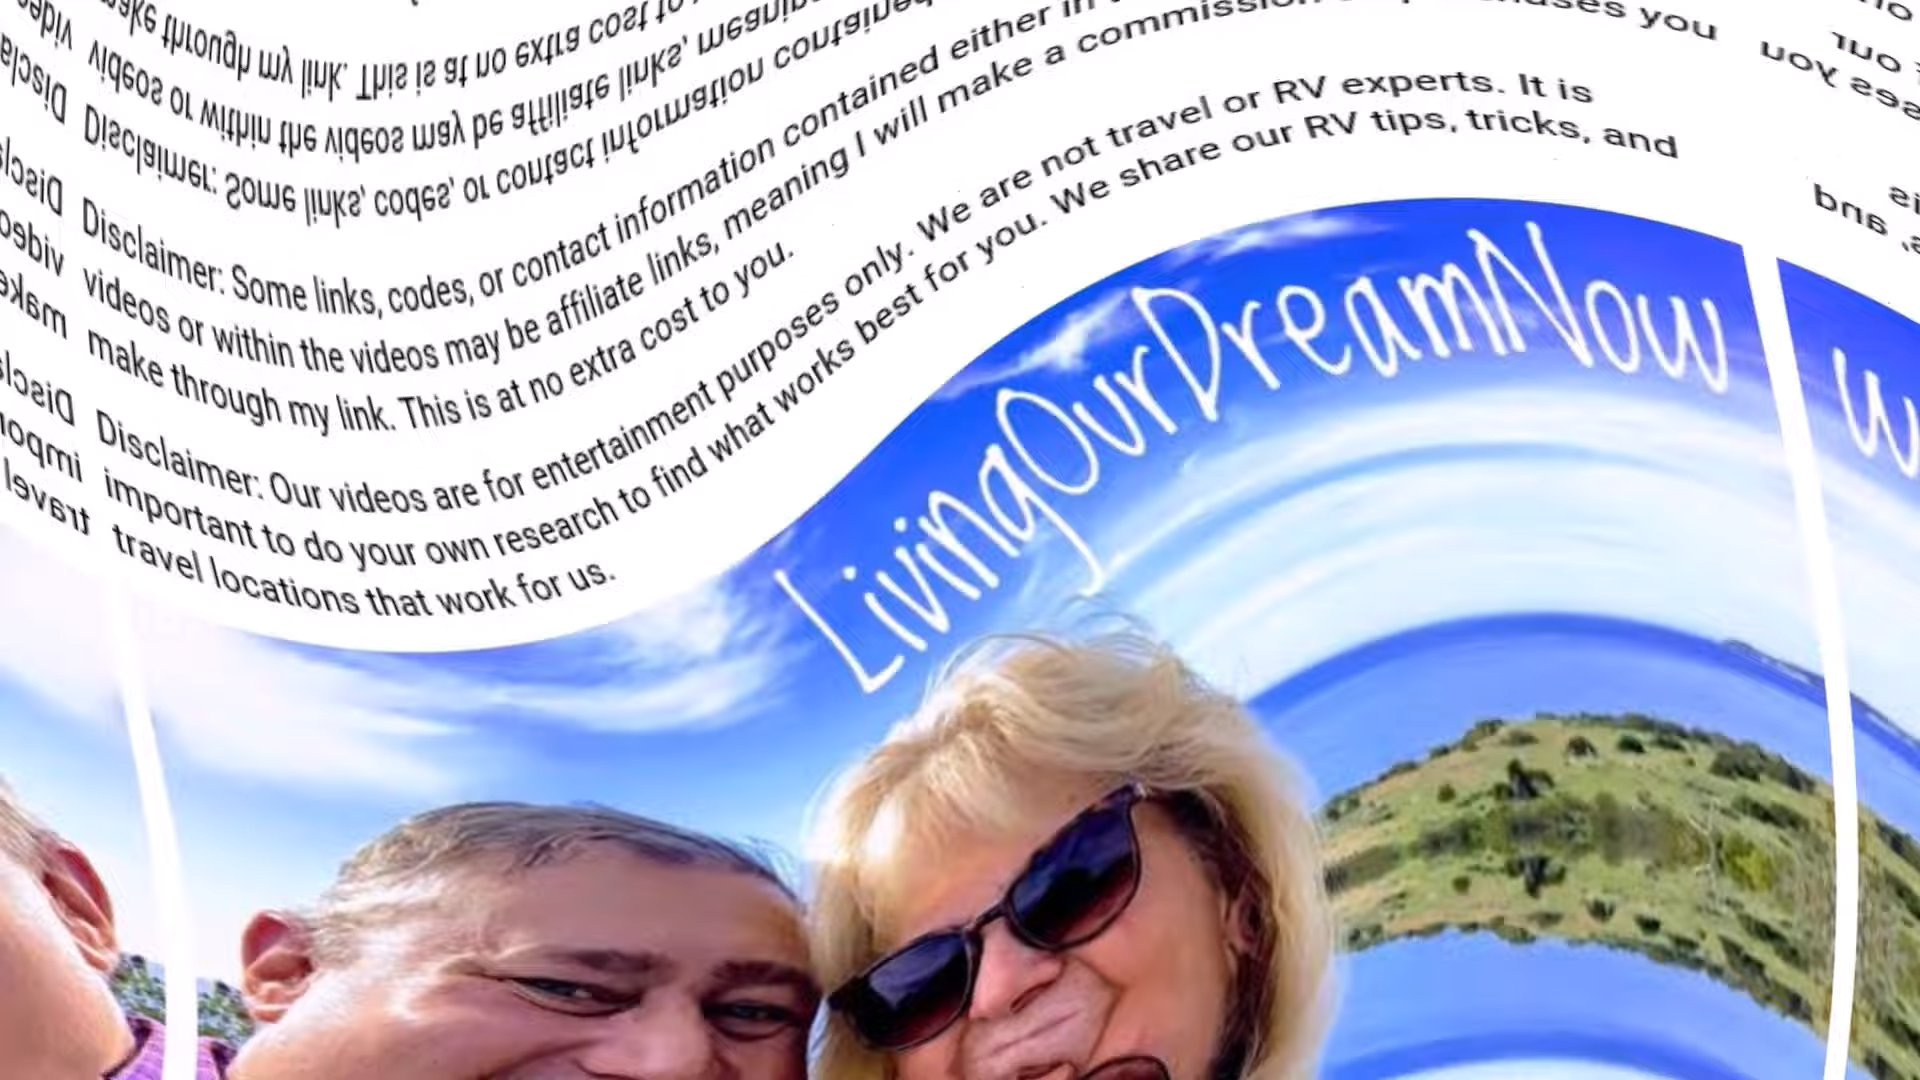 Disclaimer: Some links, codes, or contact information contained either in
videos or within the videos may be affiliate links, meaning I will make a commission
make through my link. This is at no extra cost to you.
Disclaimer: Our videos are for entertainment purposes only. We are not travel or RV experts. It is
important to do your own research to find what works best for you. We share our RV tips, tricks, and
travel locations that work for us.
LivingOurDreamNow